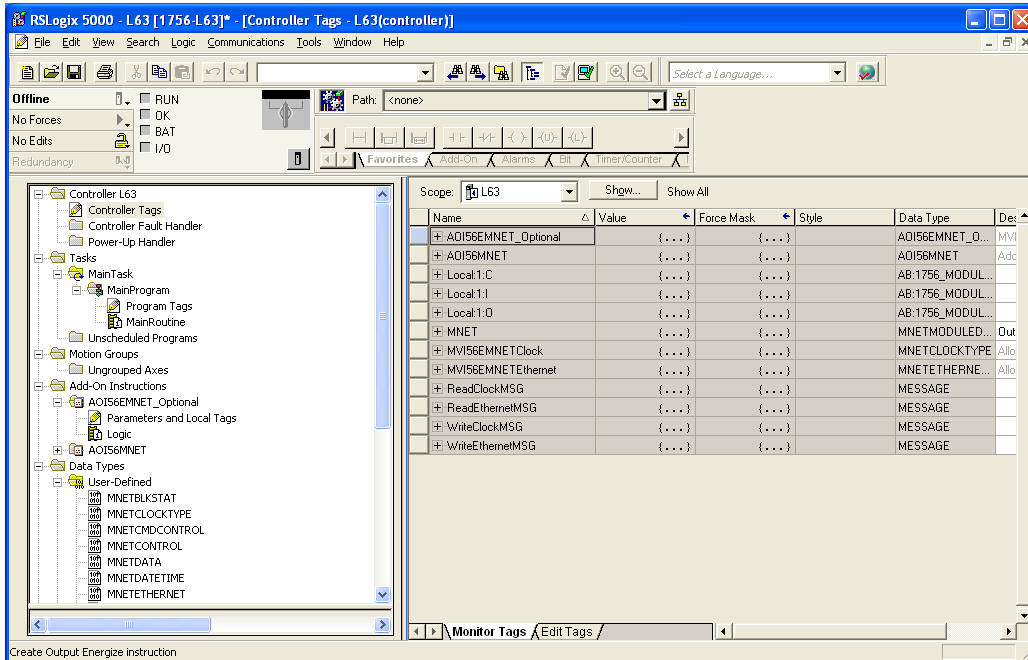 RSLogix 5000 - L63 [1756-L63]* - [Controller Tags - L63(controller)]
File Edit View Search Logic Communications Tools Window Help
Select a Language...
Offline
RUN
No Forces
OK
No Edits
BAT
Redundancy
I/O
Path: <none>
Favorites Add-On Alarms Bit Timer/Counter
Controller L63
Controller Tags
Controller Fault Handler
Power-Up Handler
Tasks
MainTask
MainProgram
Program Tags
MainRoutine
Unscheduled Programs
Motion Groups
Ungrouped Axes
Add-On Instructions
AOI56EMNET_Optional
Parameters and Local Tags
Logic
AOI56MNET
Data Types
User-Defined
MNETBLKSTAT
MNETCLOCKTYPE
MNETCMDCONTROL
MNETCONTROL
MNETDATA
MNETDATETIME
MNETETHERNET
Scope: L63 Show... Show All
Name Value Force Mask Style Data Type Des
AOI56EMNET_Optional {...} {...} AOI56EMNET_O... MVI
AOI56MNET {...} {...} AOI56MNET Add
Local:1:C {...} {...} AB:1756_MODUL...
Local:1:I {...} {...} AB:1756_MODUL...
Local:1:O {...} {...} AB:1756_MODUL...
MNET {...} {...} MNETMODULED... Out
MVI56EMNETClock {...} {...} MNETCLOCKTYPE Allo
MVI56EMNETEthernet {...} {...} MNETETHERNE... Allo
ReadClockMSG {...} {...} MESSAGE
ReadEthernetMSG {...} {...} MESSAGE
WriteClockMSG {...} {...} MESSAGE
WriteEthernetMSG {...} {...} MESSAGE
Monitor Tags Edit Tags
Create Output Energize instruction